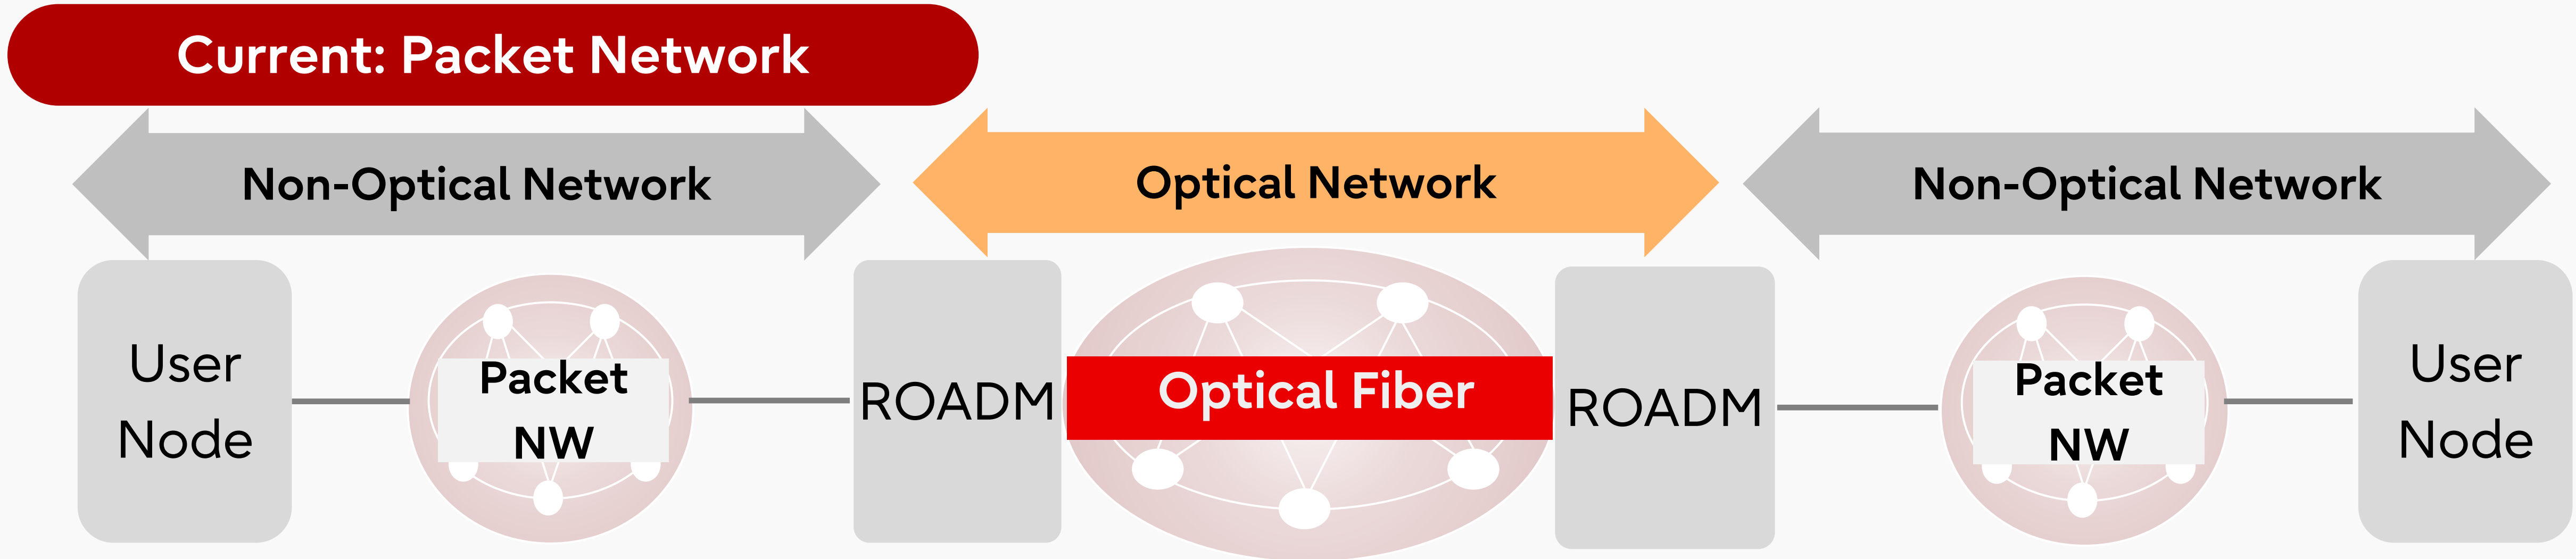 Current: Packet Network
Non-Optical Network
Optical Network
Non-Optical Network
User
Node
Packet
NW
ROADM
Optical Fiber
ROADM
Packet
NW
User
Node